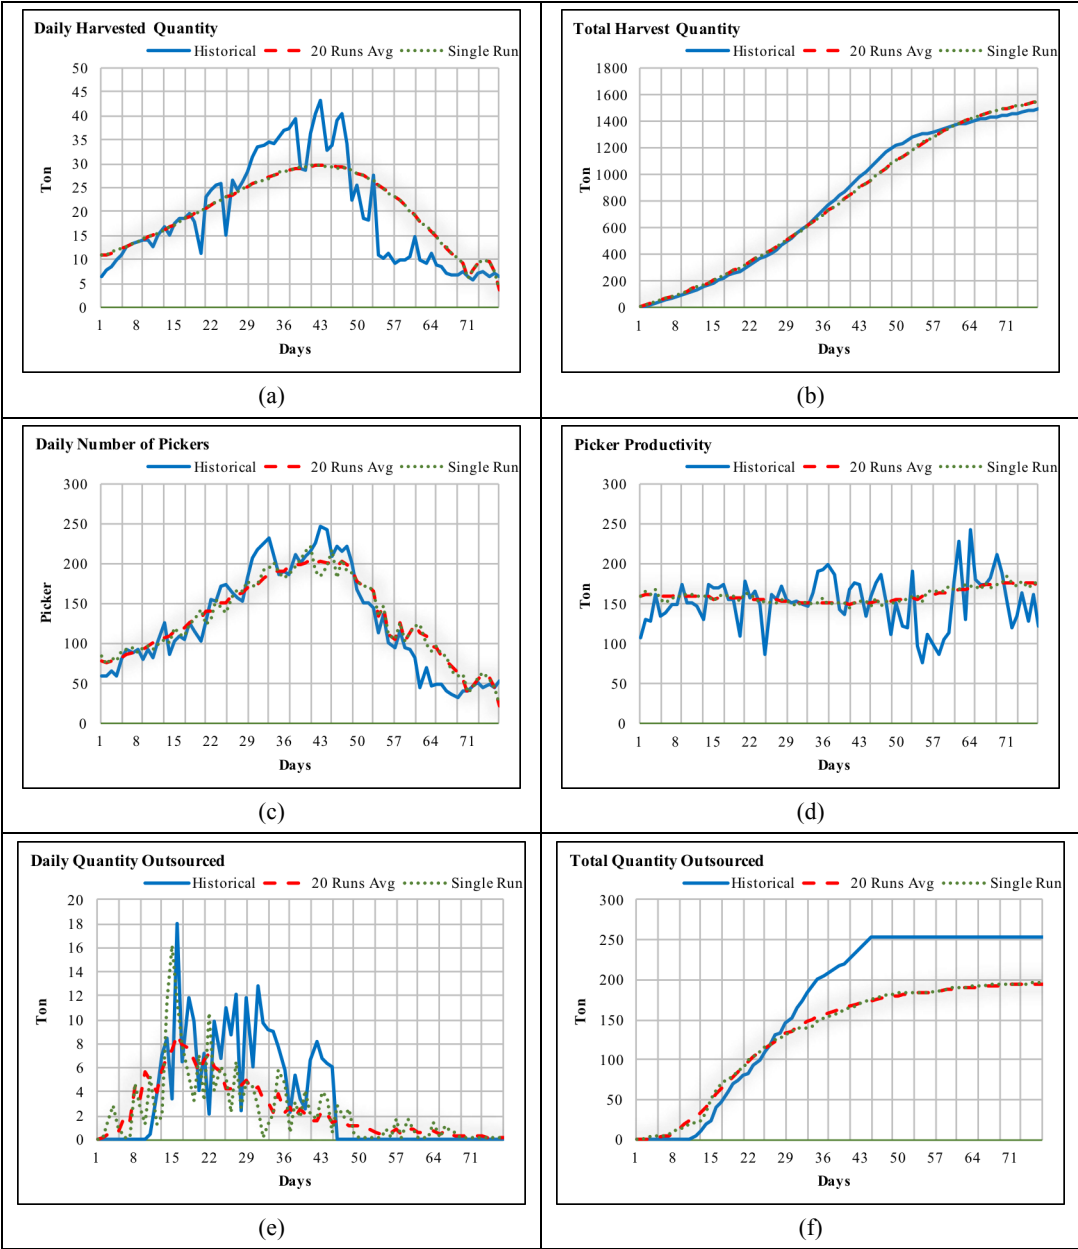 Daily Harvested Quantity
Historical 20 Runs Avg Single Run
50
45
40
35
30
25
20
15
10
5
0
Ton
1 8 15 22 29 36 43 50 57 64 71
Days
(a)
Total Harvest Quantity
Historical 20 Runs Avg Single Run
1800
1600
1400
1200
1000
800
600
400
200
0
Ton
1 8 15 22 29 36 43 50 57 64 71
Days
(b)
Daily Number of Pickers
Historical 20 Runs Avg Single Run
300
250
200
150
100
50
0
Picker
1 8 15 22 29 36 43 50 57 64 71
Days
(c)
Picker Productivity
Historical 20 Runs Avg Single Run
300
250
200
150
100
50
0
Ton
1 8 15 22 29 36 43 50 57 64 71
Days
(d)
Daily Quantity Outsourced
Historical 20 Runs Avg Single Run
20
18
16
14
12
10
8
6
4
2
0
Ton
1 8 15 22 29 36 43 50 57 64 71
Days
(e)
Total Quantity Outsourced
Historical 20 Runs Avg Single Run
300
250
200
150
100
50
0
Ton
1 8 15 22 29 36 43 50 57 64 71
Days
(f)